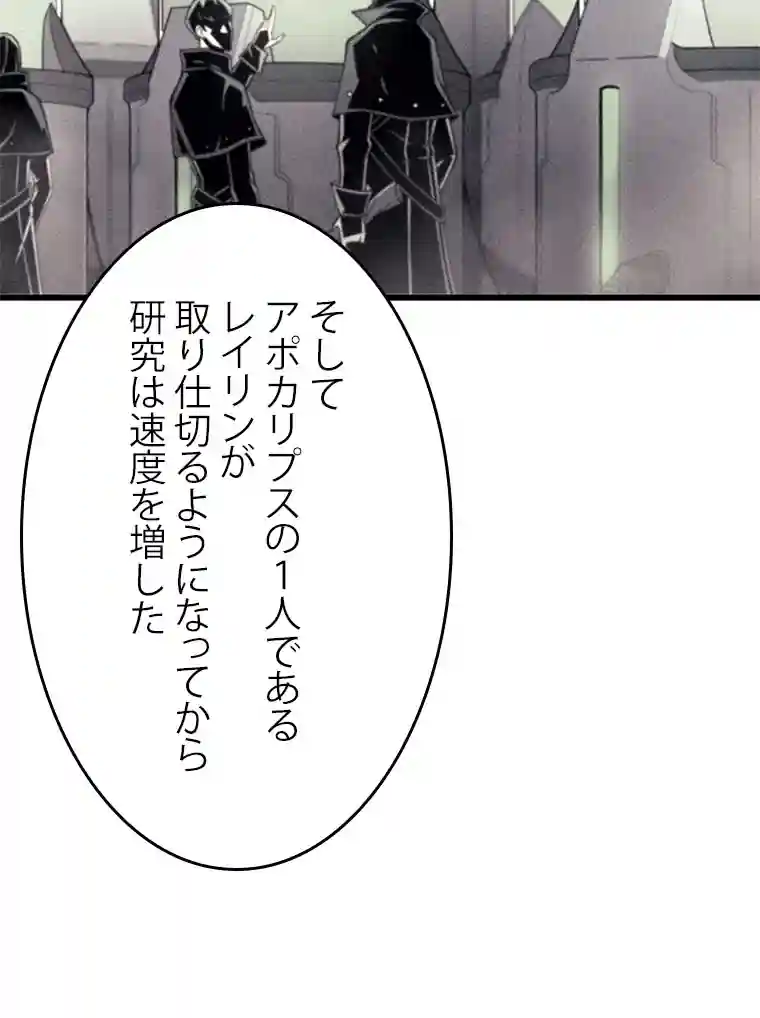 そして
アポカリプスの1人である
レイリンが
取り仕切るようになってから
研究は速度を増した